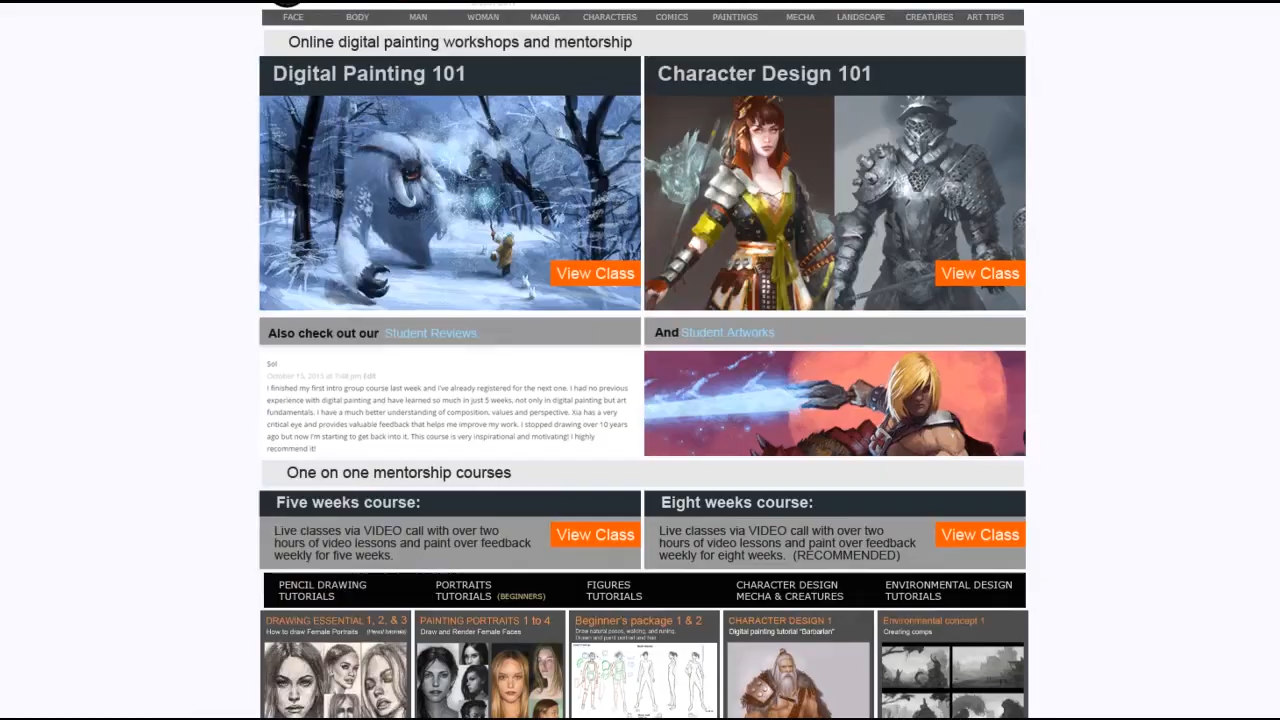 FACE BODY MAN WOMAN MANGA CHARACTERS COMICS PAINTINGS MECHA LANDSCAPE CREATURES ART TIPS
Online digital painting workshops and mentorship
Digital Painting 101
Character Design 101
View Class
View Class
Also check out our Student Reviews.
And Student Artworks
Sol
October 15, 2015 at 7:48 pm Edit
I finished my first intro group course last week and I've already registered for the next one. I had no previous
experience with digital painting and have learned so much in just 5 weeks, not only in digital painting but art
fundamentals. I have a much better understanding of composition, values and perspective. Xia has a very
critical eye and provides valuable feedback that helps me improve my work. I stopped drawing over 10 years
ago but now I'm starting to get back into it. This course is very inspirational and motivating! I highly
recommend it!
One on one mentorship courses
Five weeks course:
Live classes via VIDEO call with over two
hours of video lessons and paint over feedback
weekly for five weeks.
View Class
Eight weeks course:
Live classes via VIDEO call with over two
hours of video lessons and paint over feedback
weekly for eight weeks. (RECOMMENDED)
View Class
PENCIL DRAWING
TUTORIALS
PORTRAITS
TUTORIALS (BEGINNERS)
FIGURES
TUTORIALS
CHARACTER DESIGN
MECHA & CREATURES
ENVIRONMENTAL DESIGN
TUTORIALS
DRAWING ESSENTIAL 1, 2, & 3
How to draw Female Portraits
PAINTING PORTRAITS 1 to 4
Draw and Render Female Faces
Beginner's package 1 & 2
CHARACTER DESIGN 1
Digital painting tutorial "Barbarian"
Environmental concept 1
Creating comps